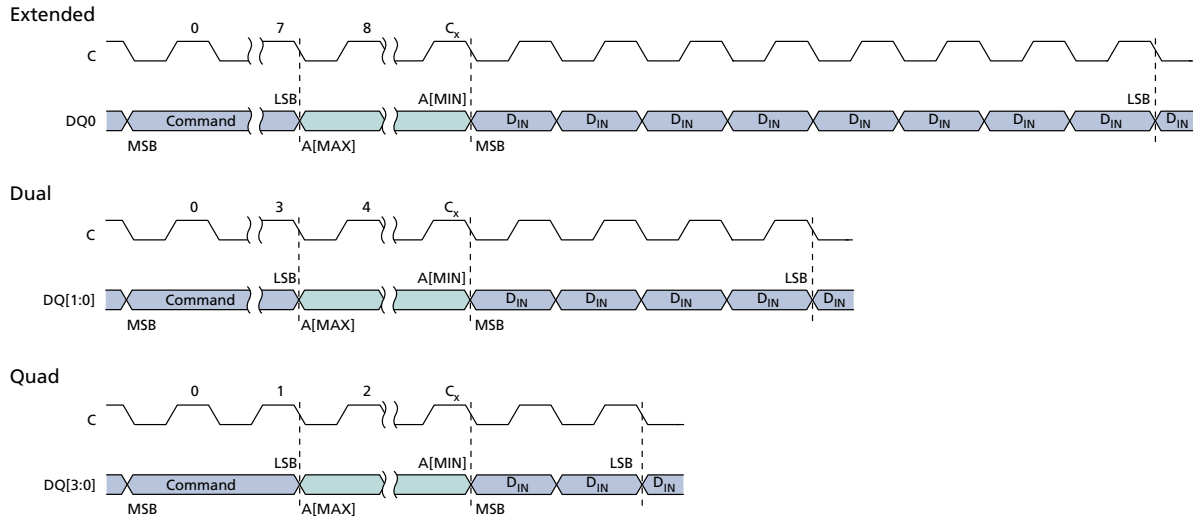 Extended
0 7 8 Cx
C
LSB A[MIN] LSB
DQ0 Command DIN DIN DIN DIN DIN DIN DIN DIN DIN
MSB A[MAX] MSB
Dual
0 3 4 Cx
C
LSB A[MIN] LSB
DQ[1:0] Command DIN DIN DIN DIN DIN
MSB A[MAX] MSB
Quad
0 1 2 Cx
C
LSB A[MIN] LSB
DQ[3:0] Command DIN DIN DIN
MSB A[MAX] MSB